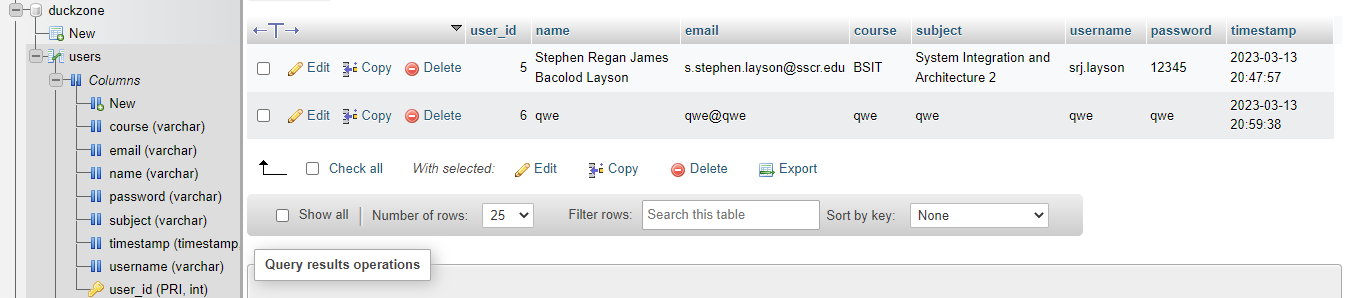 duckzone
New
users
Columns
New
course (varchar)
email (varchar)
name (varchar)
password (varchar)
subject (varchar)
timestamp (timestamp,
username (varchar)
user_id (PRI, int)
←T→ user_id name email course subject username password timestamp
Edit Copy Delete 5 Stephen Regan James s.stephen.layson@sscr.edu BSIT System Integration and srj.layson 12345 2023-03-13
Bacolod Layson Architecture 2 20:47:57
Edit Copy Delete 6 qwe qwe@qwe qwe qwe qwe qwe 2023-03-13
20:59:38
Check all With selected: Edit Copy Delete Export
Show all Number of rows: 25 Filter rows: Search this table Sort by key: None
Query results operations